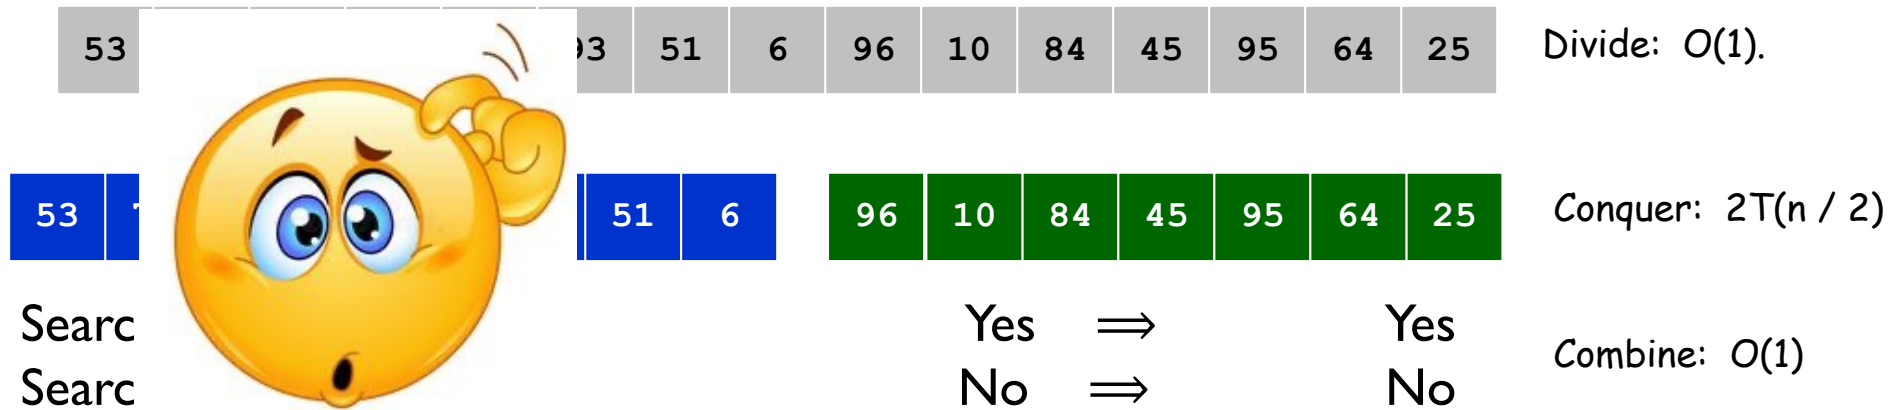 53 51 6 96 10 84 45 95 64 25 Divide: O(1).
53 51 6 96 10 84 45 95 64 25 Conquer: 2T(n / 2)
Searc Yes ⟹ Yes
Combine: O(1)
Searc No ⟹ No